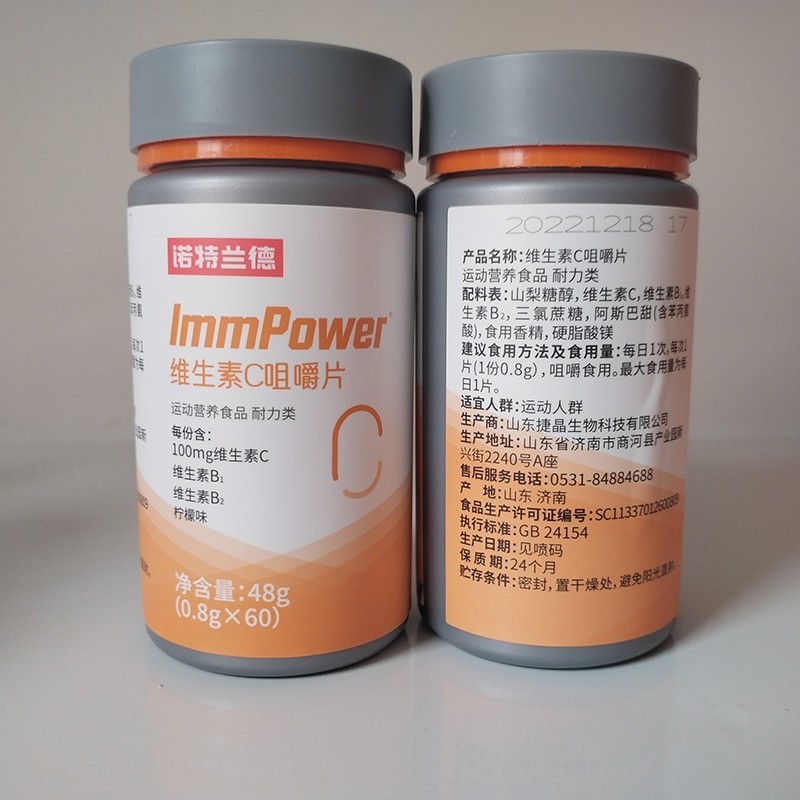 诺特兰德
ImmPower
维生素C咀嚼片
运动营养食品 耐力类
每份含:
100mg维生素C
维生素B₁
维生素B₂
柠檬味
净含量:48g
(0.8g×60)
20221218 17
产品名称:维生素C咀嚼片
运动营养食品 耐力类
配料表:山梨糖醇,维生素C,维生素B₁,维
生素B₂,三氯蔗糖,阿斯巴甜(含苯丙氨
酸),食用香精,硬脂酸镁
建议食用方法及食用量:每日1次,每次1
片(1份0.8g),咀嚼食用。最大食用量为每
日1片。
适宜人群:运动人群
生产商:山东捷晶生物科技有限公司
生产地址:山东省济南市商河县产业园新
兴街2240号A座
售后服务电话:0531-84884688
产 地:山东 济南
食品生产许可证编号:SC11337012600809
执行标准:GB 24154
生产日期:见喷码
保 质 期:24个月
贮存条件:密封,置干燥处,避免阳光直射。